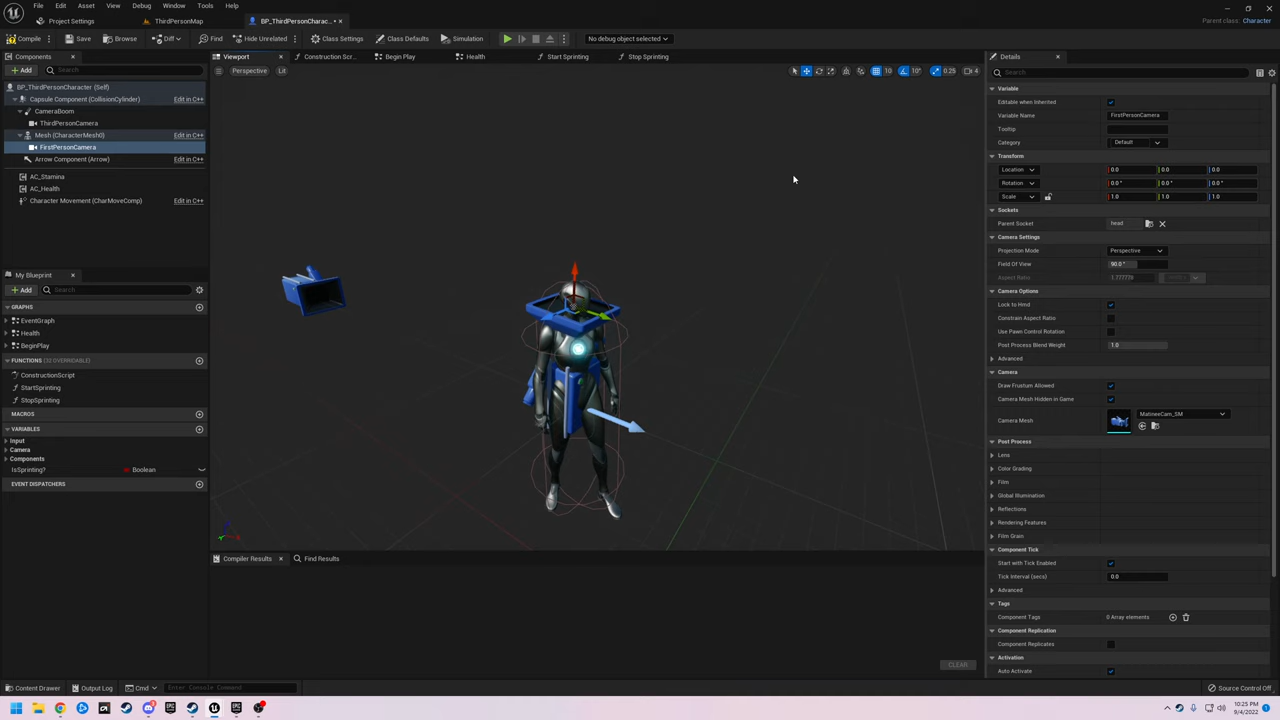 File Edit Asset View Debug Window Tools Help
Parent class: Character
Project Settings ThirdPersonMap BP_ThirdPersonCharac...
Compile Save Browse Diff Find Hide Unrelated Class Settings Class Defaults Simulation No debug object selected
Components
Add Search
BP_ThirdPersonCharacter (Self)
Capsule Component (CollisionCylinder) Edit in C++
CameraBoom
ThirdPersonCamera
Mesh (CharacterMesh0) Edit in C++
FirstPersonCamera
Arrow Component (Arrow) Edit in C++
AC_Stamina
AC_Health
Character Movement (CharMoveComp) Edit in C++
My Blueprint
Add Search
GRAPHS
EventGraph
Health
BeginPlay
FUNCTIONS (32 OVERRIDABLE)
ConstructionScript
StartSprinting
StopSprinting
MACROS
VARIABLES
Input
Camera
Components
IsSprinting? Boolean
EVENT DISPATCHERS
Viewport Construction Scr... Begin Play Health Start Sprinting Stop Sprinting
Perspective Lit 10 10° 0.25 4
Compiler Results Find Results
CLEAR
Details
Search
Variable
Editable when Inherited
Variable Name FirstPersonCamera
Tooltip
Category Default
Transform
Location 0.0 0.0 0.0
Rotation 0.0 ° 0.0 ° 0.0 °
Scale 1.0 1.0 1.0
Sockets
Parent Socket head
Camera Settings
Projection Mode Perspective
Field Of View 90.0 °
Aspect Ratio 1.777778
Camera Options
Lock to Hmd
Constrain Aspect Ratio
Use Pawn Control Rotation
Post Process Blend Weight 1.0
Advanced
Camera
Draw Frustum Allowed
Camera Mesh Hidden in Game
Camera Mesh MatineeCam_SM
Post Process
Lens
Color Grading
Film
Global Illumination
Reflections
Rendering Features
Film Grain
Component Tick
Start with Tick Enabled
Tick Interval (secs) 0.0
Advanced
Tags
Component Tags 0 Array elements
Component Replication
Component Replicates
Activation
Auto Activate
Content Drawer Output Log Cmd Enter Console Command Source Control Off
10:25 PM
9/4/2022